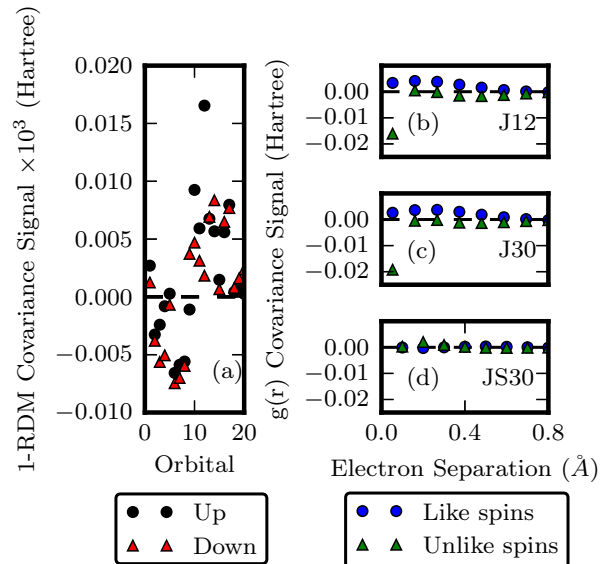 1-RDM Covariance Signal ×10³ (Hartree)
0.020
0.015
0.010
0.005
0.000
−0.005
−0.010
(a)
0 10 20
Orbital
Up
Down
g(r) Covariance Signal (Hartree)
0.00
−0.01
−0.02
(b) J12
0.00
−0.01
−0.02
(c) J30
0.00
−0.01
−0.02
(d) JS30
0.0 0.4 0.8
Electron Separation (Å)
Like spins
Unlike spins